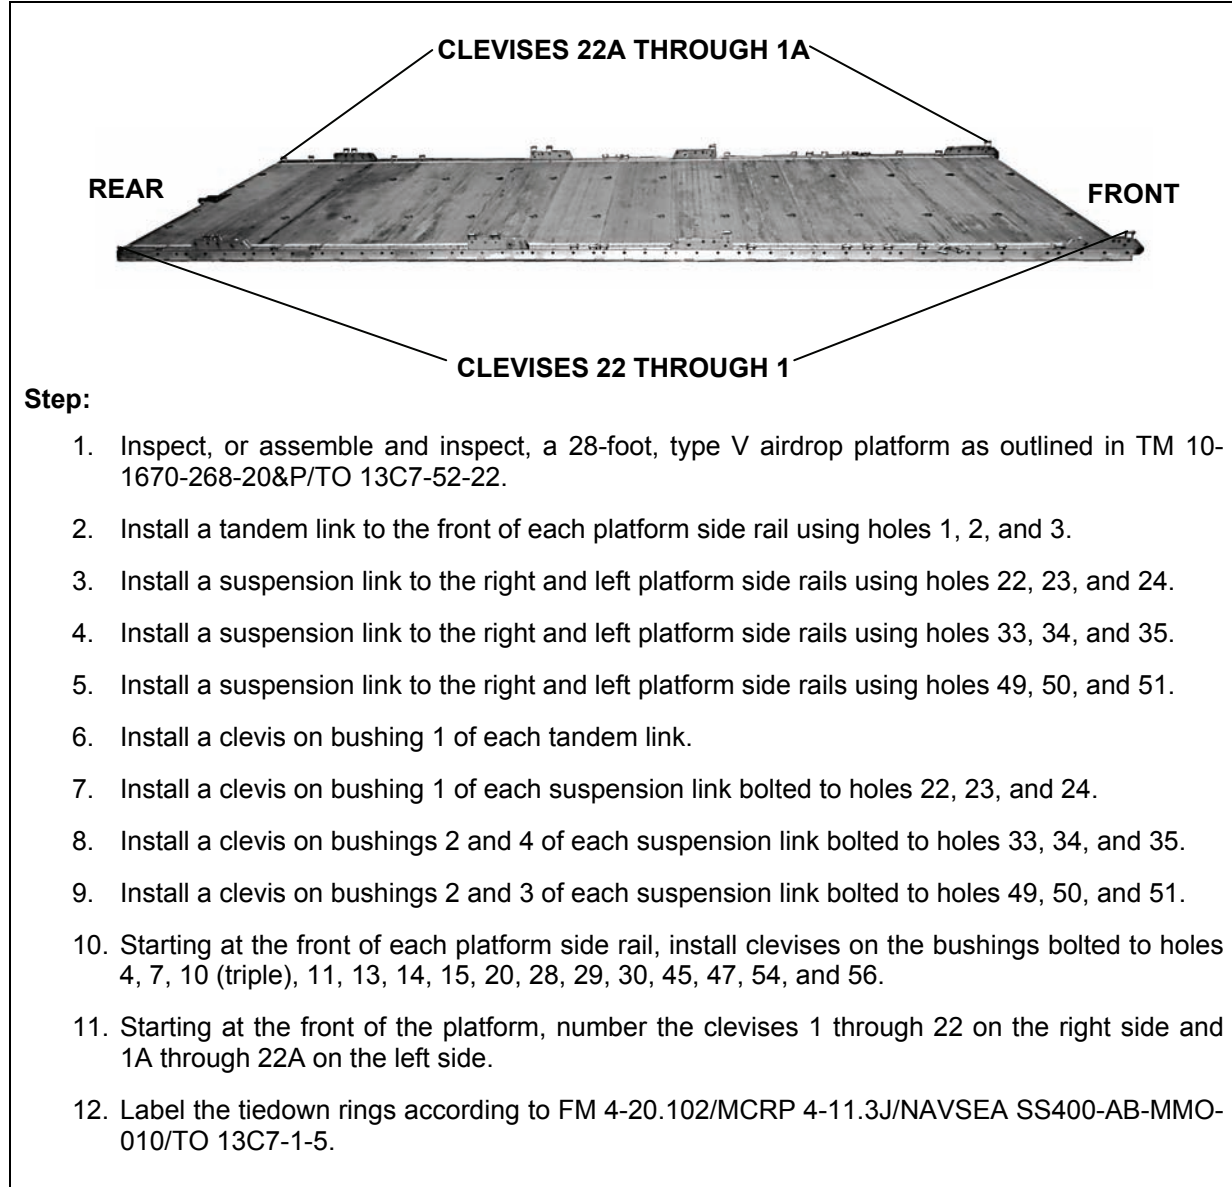 CLEVISES 22A THROUGH 1A
REAR
FRONT
CLEVISES 22 THROUGH 1
Step:
1. Inspect, or assemble and inspect, a 28-foot, type V airdrop platform as outlined in TM 10-
1670-268-20&P/TO 13C7-52-22.
2. Install a tandem link to the front of each platform side rail using holes 1, 2, and 3.
3. Install a suspension link to the right and left platform side rails using holes 22, 23, and 24.
4. Install a suspension link to the right and left platform side rails using holes 33, 34, and 35.
5. Install a suspension link to the right and left platform side rails using holes 49, 50, and 51.
6. Install a clevis on bushing 1 of each tandem link.
7. Install a clevis on bushing 1 of each suspension link bolted to holes 22, 23, and 24.
8. Install a clevis on bushings 2 and 4 of each suspension link bolted to holes 33, 34, and 35.
9. Install a clevis on bushings 2 and 3 of each suspension link bolted to holes 49, 50, and 51.
10. Starting at the front of each platform side rail, install clevises on the bushings bolted to holes
4, 7, 10 (triple), 11, 13, 14, 15, 20, 28, 29, 30, 45, 47, 54, and 56.
11. Starting at the front of the platform, number the clevises 1 through 22 on the right side and
1A through 22A on the left side.
12. Label the tiedown rings according to FM 4-20.102/MCRP 4-11.3J/NAVSEA SS400-AB-MMO-
010/TO 13C7-1-5.